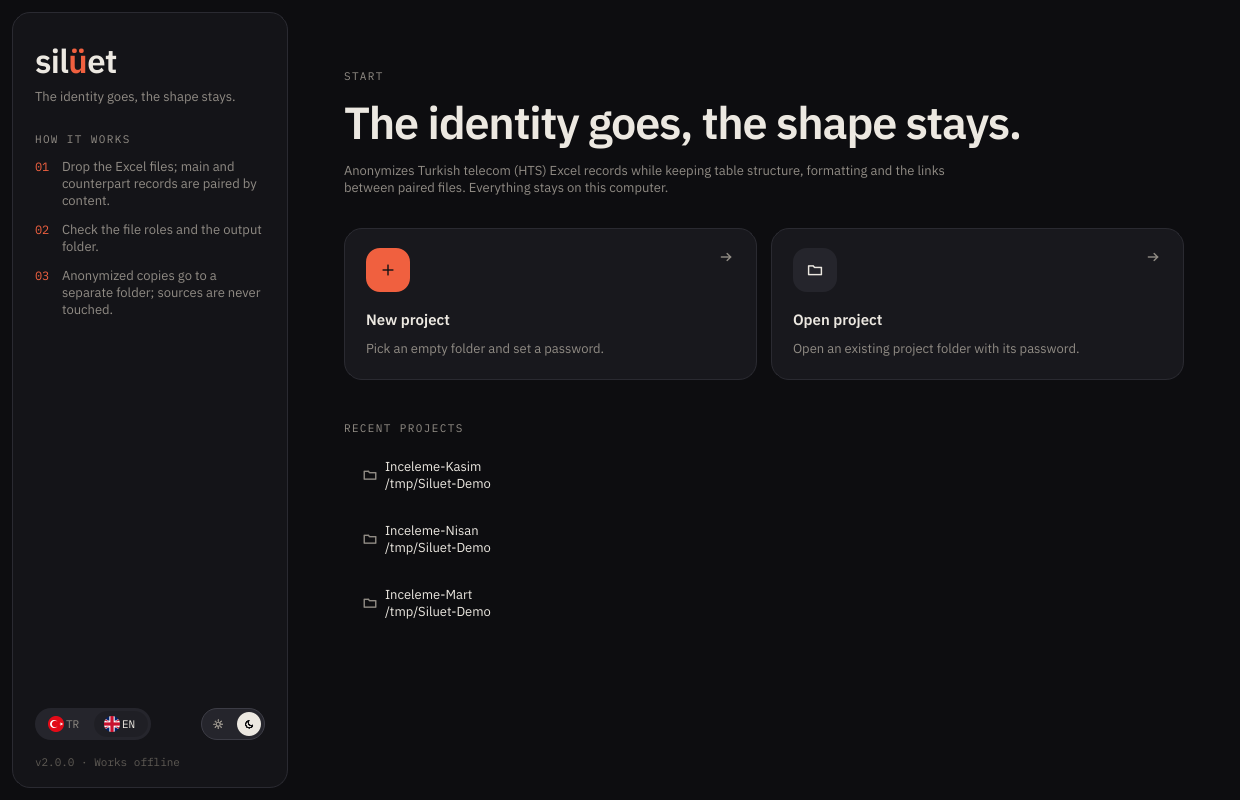 silüet
The identity goes, the shape stays.
HOW IT WORKS
01 Drop the Excel files; main and
counterpart records are paired by
content.
02 Check the file roles and the output
folder.
03 Anonymized copies go to a
separate folder; sources are never
touched.
TR EN
v2.0.0 · Works offline
START
The identity goes, the shape stays.
Anonymizes Turkish telecom (HTS) Excel records while keeping table structure, formatting and the links
between paired files. Everything stays on this computer.
New project
Pick an empty folder and set a password.
Open project
Open an existing project folder with its password.
RECENT PROJECTS
Inceleme-Kasim
/tmp/Siluet-Demo
Inceleme-Nisan
/tmp/Siluet-Demo
Inceleme-Mart
/tmp/Siluet-Demo